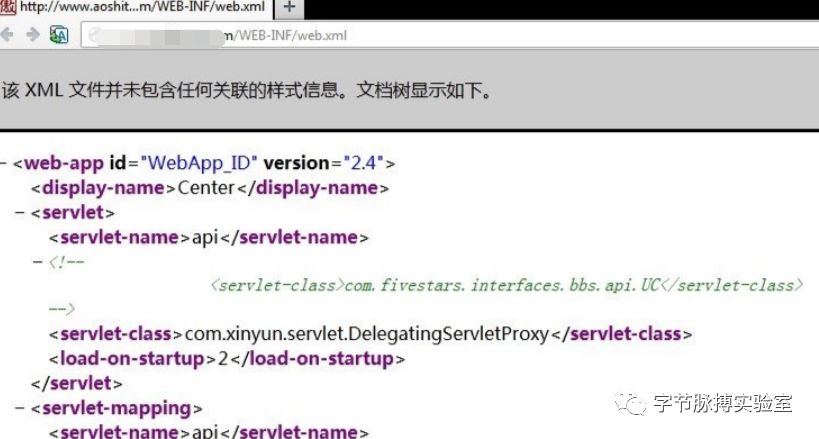 傲 http://www.aoshit...m/WEB-INF/web.xml
m/WEB-INF/web.xml
该 XML 文件并未包含任何关联的样式信息。文档树显示如下。
– <web-app id="WebApp_ID" version="2.4">
<display-name>Center</display-name>
– <servlet>
<servlet-name>api</servlet-name>
– <!--
<servlet-class>com.fivestars.interfaces.bbs.api.UC</servlet-class>
-->
<servlet-class>com.xinyun.servlet.DelegatingServletProxy</servlet-class>
<load-on-startup>2</load-on-startup>
</servlet>
– <servlet-mapping>
<servlet-name>api</servlet-name>
字节脉搏实验室